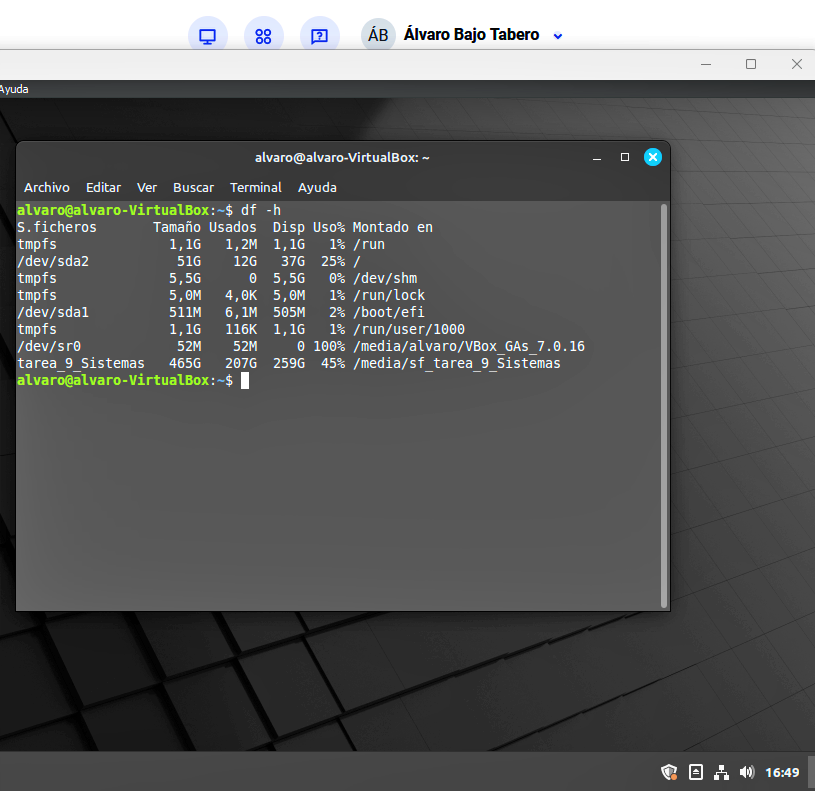 ÁB Álvaro Bajo Tabero
Ayuda
alvaro@alvaro-VirtualBox: ~
Archivo Editar Ver Buscar Terminal Ayuda
alvaro@alvaro-VirtualBox:~$ df -h
S.ficheros Tamaño Usados Disp Uso% Montado en
tmpfs 1,1G 1,2M 1,1G 1% /run
/dev/sda2 51G 12G 37G 25% /
tmpfs 5,5G 0 5,5G 0% /dev/shm
tmpfs 5,0M 4,0K 5,0M 1% /run/lock
/dev/sda1 511M 6,1M 505M 2% /boot/efi
tmpfs 1,1G 116K 1,1G 1% /run/user/1000
/dev/sr0 52M 52M 0 100% /media/alvaro/VBox_GAs_7.0.16
tarea_9_Sistemas 465G 207G 259G 45% /media/sf_tarea_9_Sistemas
alvaro@alvaro-VirtualBox:~$
16:49